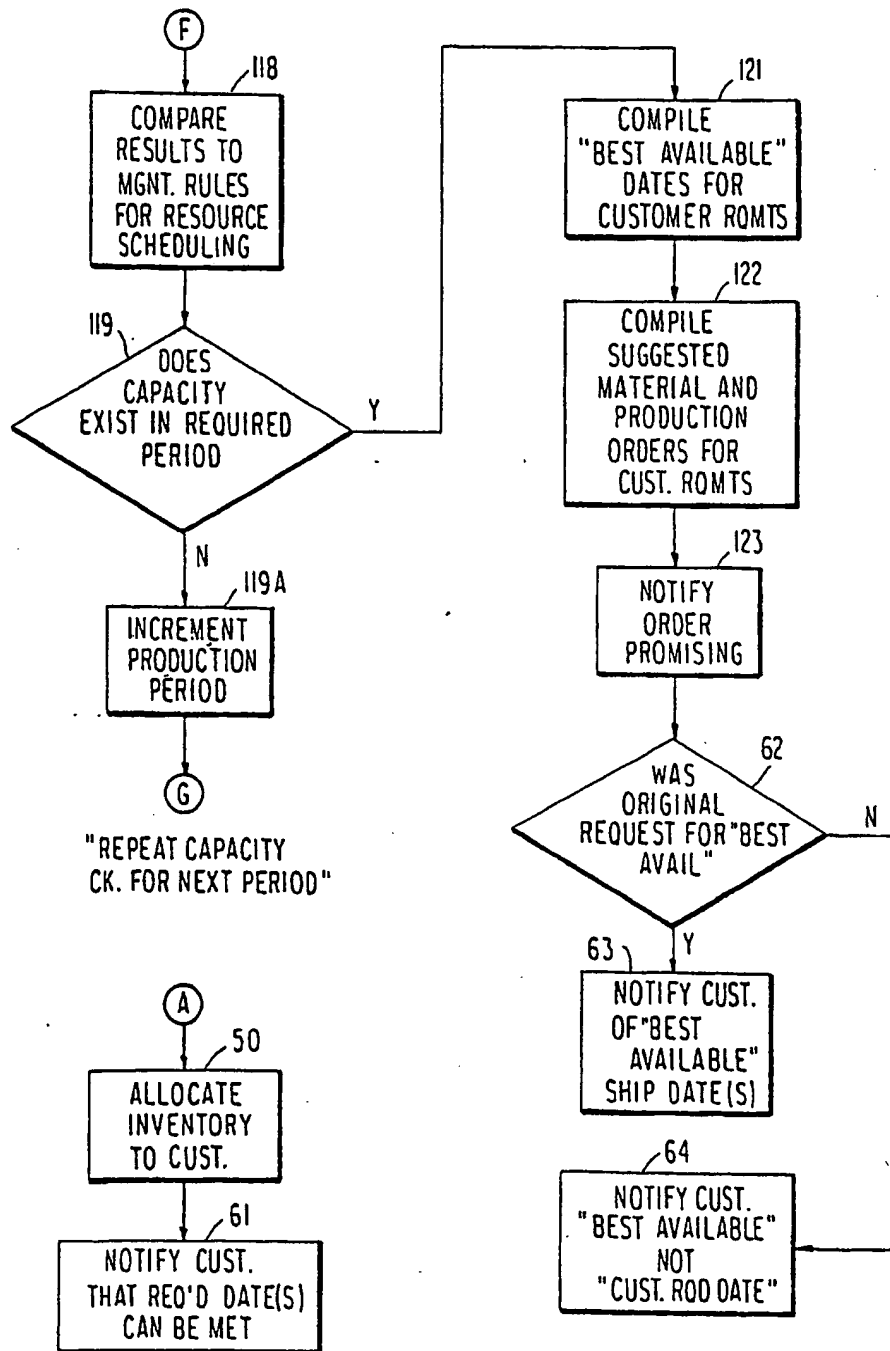 F
118
COMPARE
RESULTS TO
MGNT. RULES
FOR RESOURCE
SCHEDULING
119
DOES
CAPACITY
EXIST IN REQUIRED
PERIOD
Y
N
119A
INCREMENT
PRODUCTION
PERIOD
G
"REPEAT CAPACITY
CK. FOR NEXT PERIOD"
A
50
ALLOCATE
INVENTORY
TO CUST.
61
NOTIFY CUST.
THAT REQ'D DATE(S)
CAN BE MET
121
COMPILE
"BEST AVAILABLE"
DATES FOR
CUSTOMER RQMTS
122
COMPILE
SUGGESTED
MATERIAL AND
PRODUCTION
ORDERS FOR
CUST. RQMTS
123
NOTIFY
ORDER
PROMISING
62
WAS
ORIGINAL
REQUEST FOR "BEST
AVAIL"
N
Y
63
NOTIFY CUST.
OF "BEST
AVAILABLE"
SHIP DATE(S)
64
NOTIFY CUST.
"BEST AVAILABLE"
NOT
"CUST. RQD DATE"